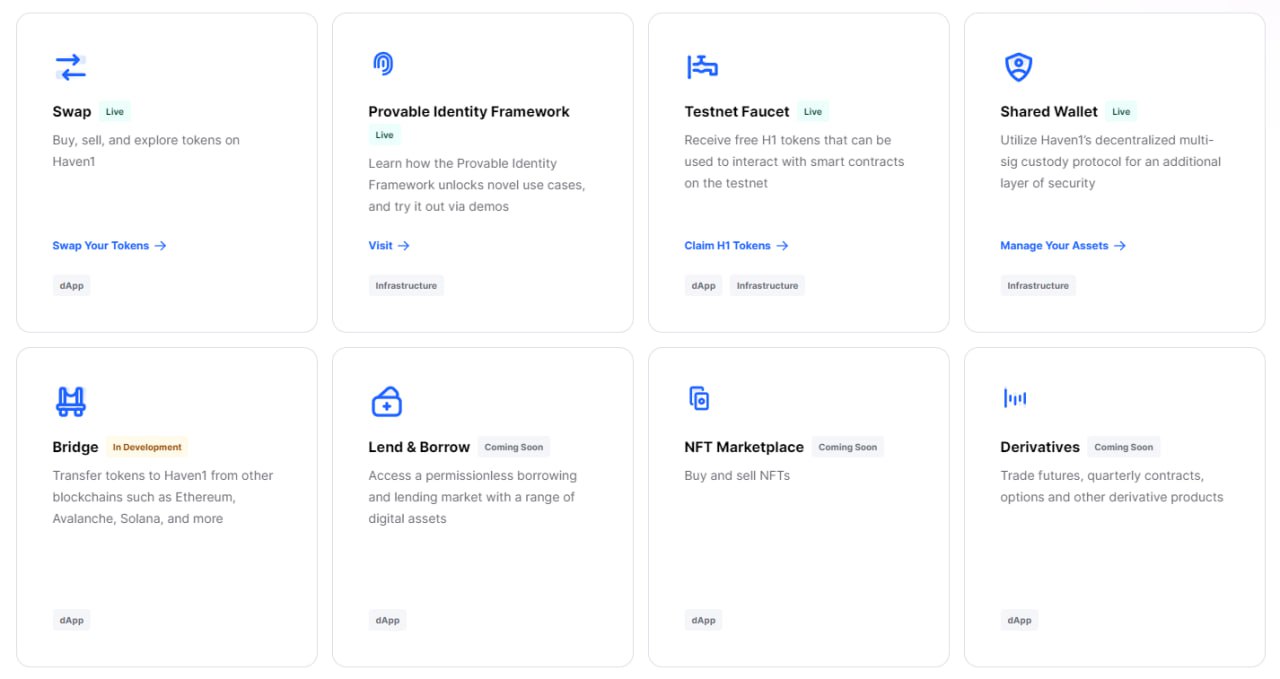 Swap Live
Buy, sell, and explore tokens on
Haven1
Swap Your Tokens →
dApp
Provable Identity Framework
Live
Learn how the Provable Identity
Framework unlocks novel use cases,
and try it out via demos
Visit →
Infrastructure
Testnet Faucet Live
Receive free H1 tokens that can be
used to interact with smart contracts
on the testnet
Claim H1 Tokens →
dApp Infrastructure
Shared Wallet Live
Utilize Haven1's decentralized multi-
sig custody protocol for an additional
layer of security
Manage Your Assets →
Infrastructure
Bridge In Development
Transfer tokens to Haven1 from other
blockchains such as Ethereum,
Avalanche, Solana, and more
dApp
Lend & Borrow Coming Soon
Access a permissionless borrowing
and lending market with a range of
digital assets
dApp
NFT Marketplace Coming Soon
Buy and sell NFTs
dApp
Derivatives Coming Soon
Trade futures, quarterly contracts,
options and other derivative products
dApp